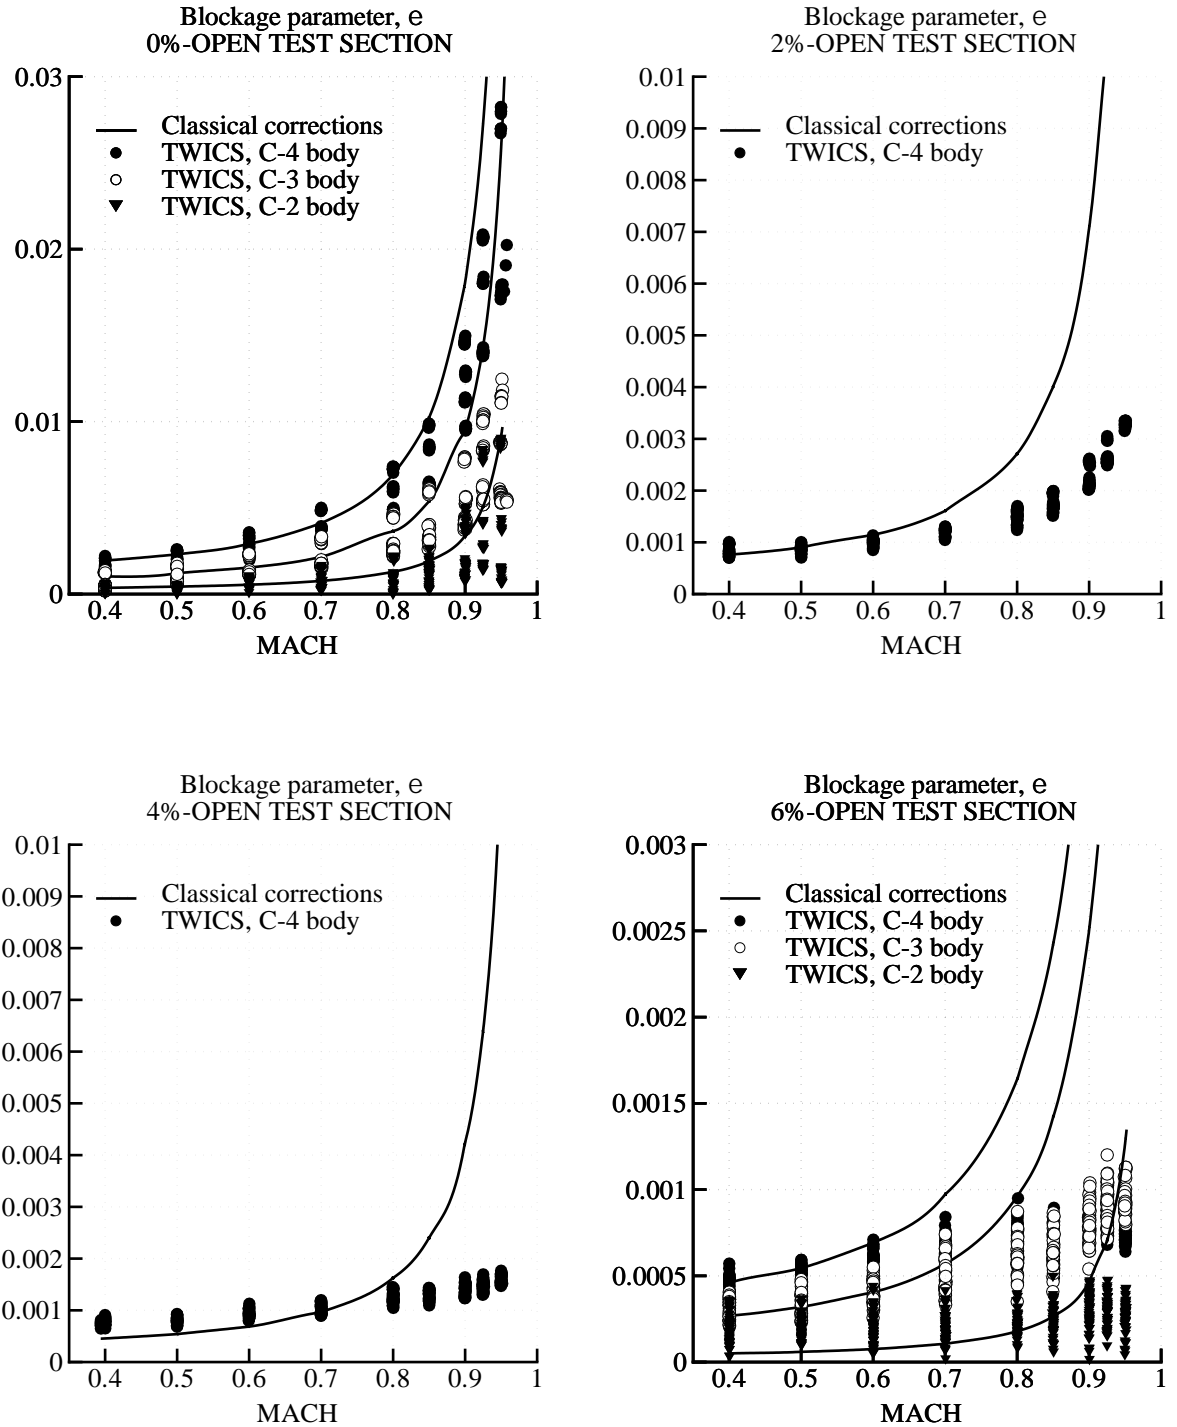 Blockage parameter, e
0%-OPEN TEST SECTION
0.03
0.02
0.01
0
Classical corrections
TWICS, C-4 body
TWICS, C-3 body
TWICS, C-2 body
0.4 0.5 0.6 0.7 0.8 0.9 1
MACH
Blockage parameter, e
2%-OPEN TEST SECTION
0.01
0.009
0.008
0.007
0.006
0.005
0.004
0.003
0.002
0.001
0
Classical corrections
TWICS, C-4 body
0.4 0.5 0.6 0.7 0.8 0.9 1
MACH
Blockage parameter, e
4%-OPEN TEST SECTION
0.01
0.009
0.008
0.007
0.006
0.005
0.004
0.003
0.002
0.001
0
Classical corrections
TWICS, C-4 body
0.4 0.5 0.6 0.7 0.8 0.9 1
MACH
Blockage parameter, e
6%-OPEN TEST SECTION
0.003
0.0025
0.002
0.0015
0.001
0.0005
0
Classical corrections
TWICS, C-4 body
TWICS, C-3 body
TWICS, C-2 body
0.4 0.5 0.6 0.7 0.8 0.9 1
MACH